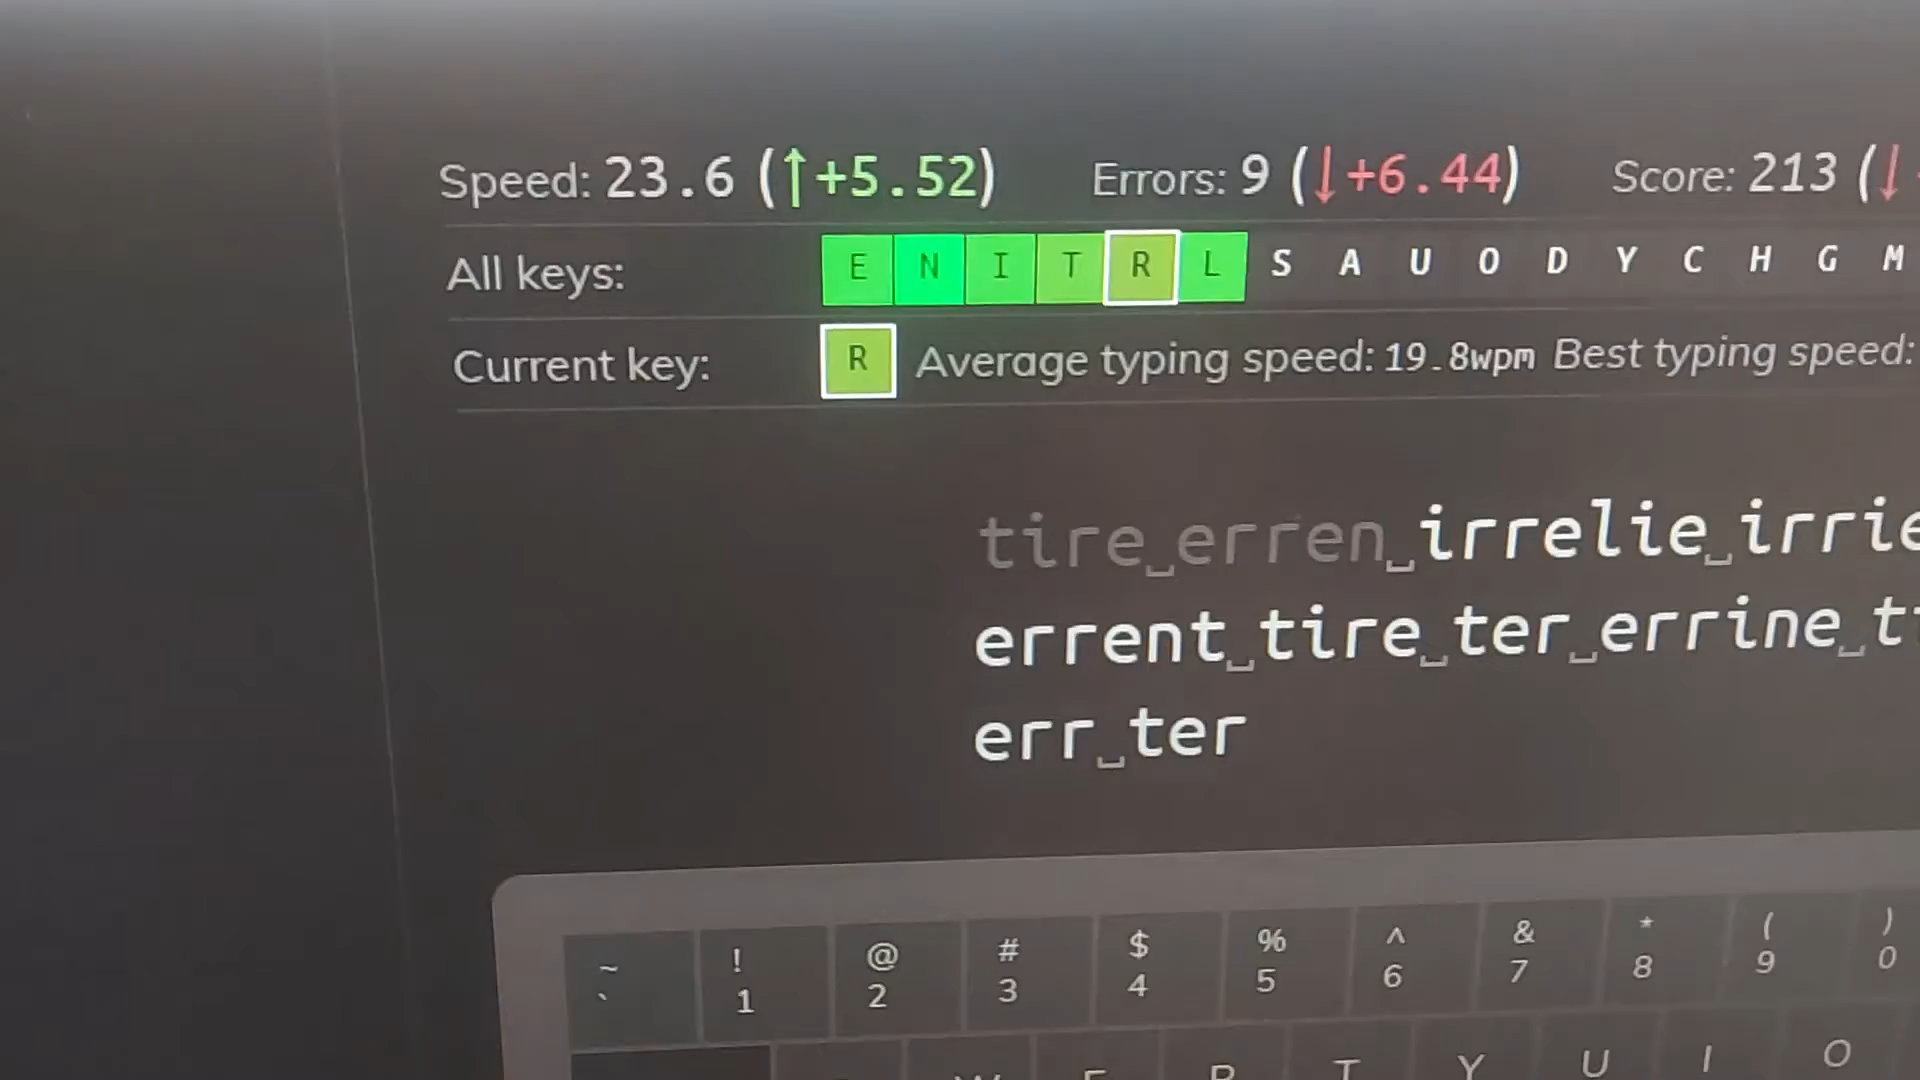 Speed: 23.6 (↑+5.52) Errors: 9 (↓+6.44) Score: 213 (↓
All keys: E N I T R L S A U O D Y C H G M
Current key: R Average typing speed: 19.8wpm Best typing speed:
tire␣erren␣irrelie␣irrie
errent␣tire␣ter␣errine␣ti
err␣ter
~ ! @ # $ % ^ & * ( )
` 1 2 3 4 5 6 7 8 9 0
W E R T Y U I O